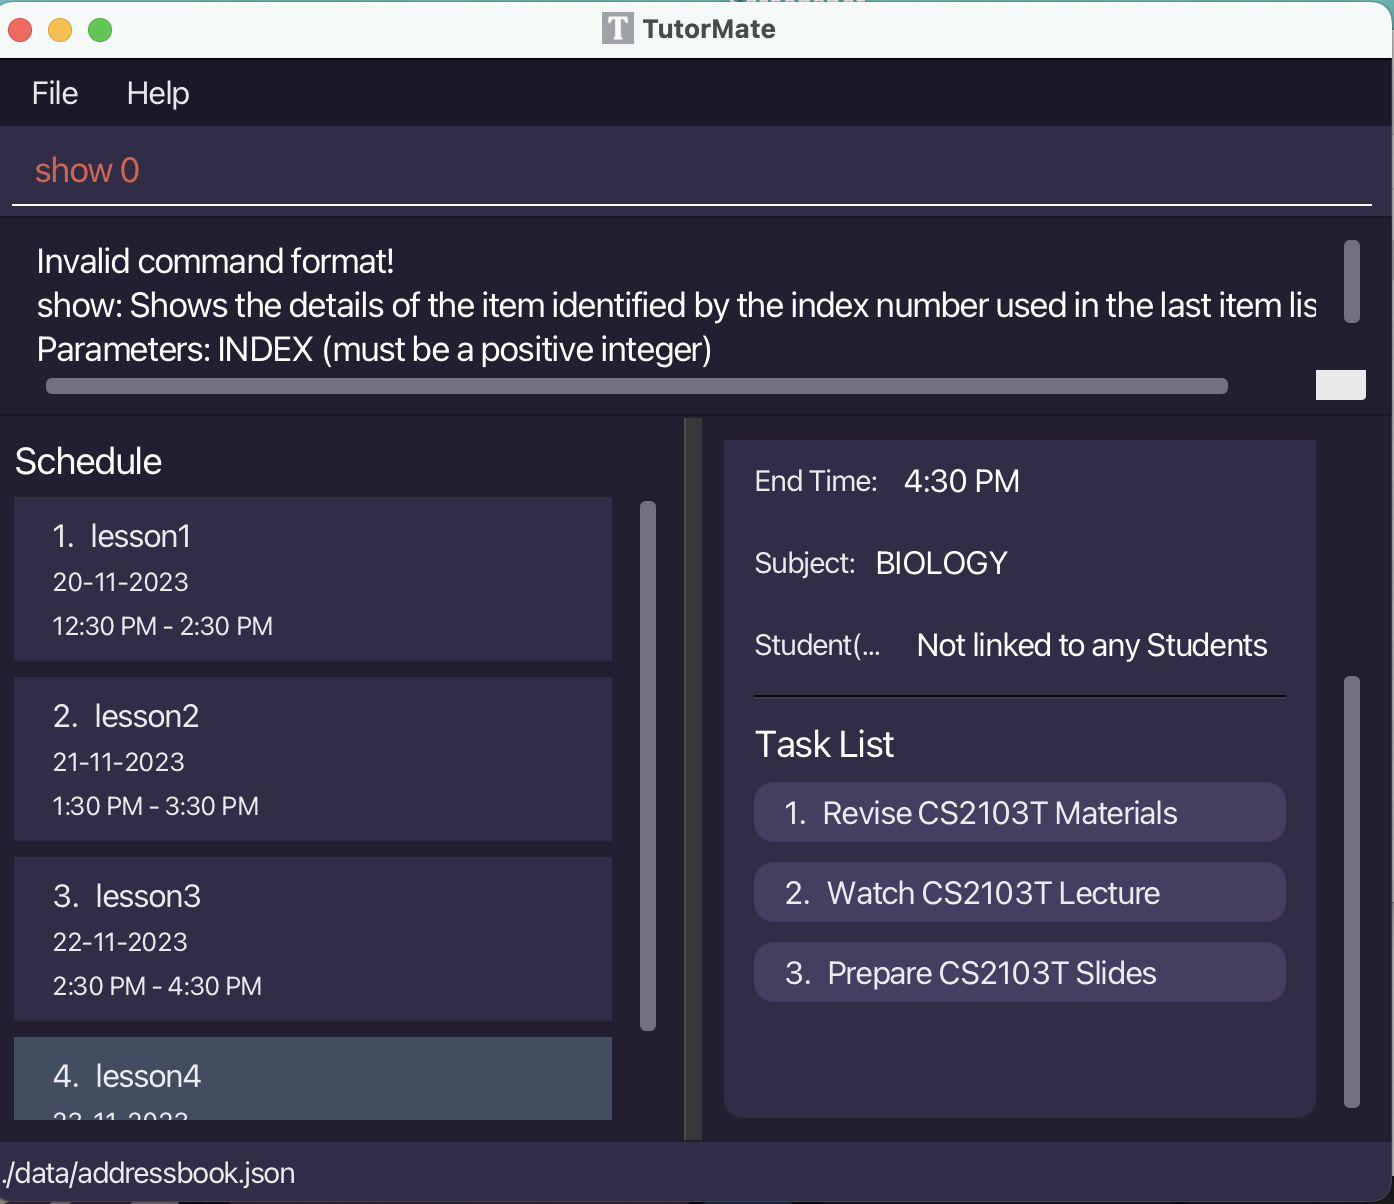 TutorMate
File Help
show 0
Invalid command format!
show: Shows the details of the item identified by the index number used in the last item lis
Parameters: INDEX (must be a positive integer)
Schedule
1. lesson1
20-11-2023
12:30 PM - 2:30 PM
2. lesson2
21-11-2023
1:30 PM - 3:30 PM
3. lesson3
22-11-2023
2:30 PM - 4:30 PM
4. lesson4
23-11-2023
End Time: 4:30 PM
Subject: BIOLOGY
Student(... Not linked to any Students
Task List
1. Revise CS2103T Materials
2. Watch CS2103T Lecture
3. Prepare CS2103T Slides
./data/addressbook.json